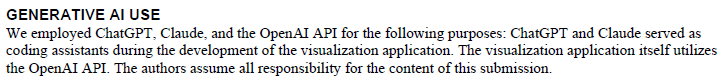 GENERATIVE AI USE
We employed ChatGPT, Claude, and the OpenAI API for the following purposes: ChatGPT and Claude served as
coding assistants during the development of the visualization application. The visualization application itself utilizes
the OpenAI API. The authors assume all responsibility for the content of this submission.